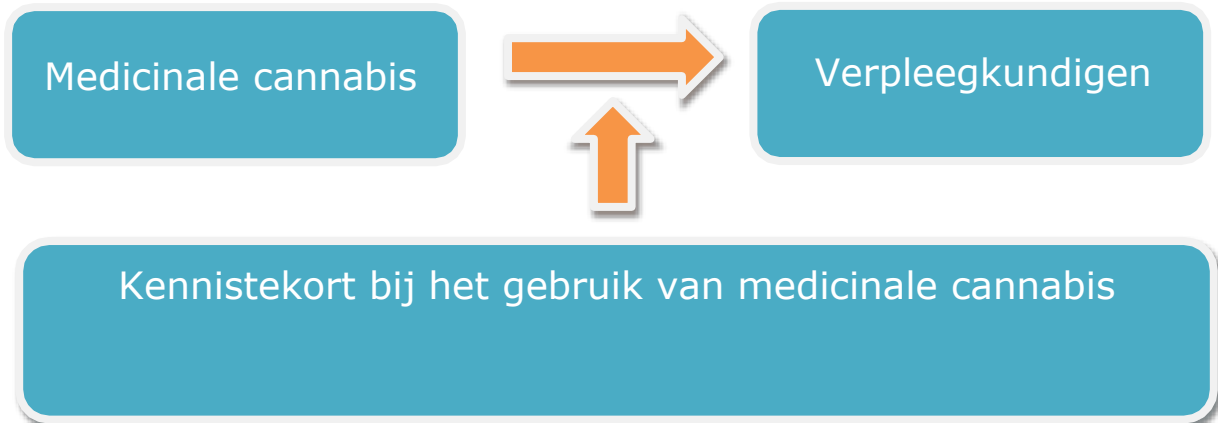 Medicinale cannabis
Verpleegkundigen
Kennistekort bij het gebruik van medicinale cannabis